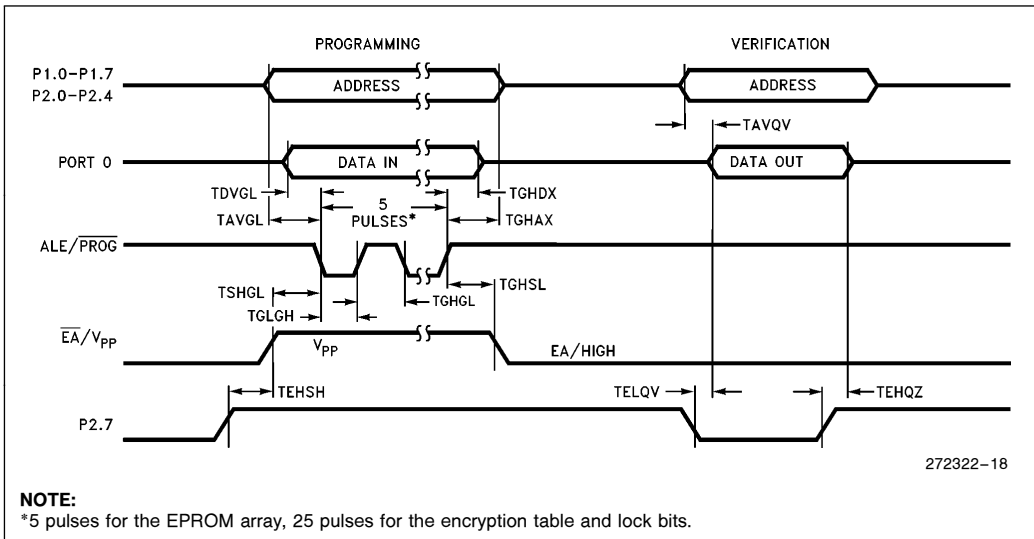 PROGRAMMING VERIFICATION
P1.0–P1.7
P2.0–P2.4
ADDRESS ADDRESS
TAVQV
PORT 0 DATA IN DATA OUT
TDVGL 5 TGHDX
TAVGL PULSES* TGHAX
ALE/PROG
TSHGL TGHGL TGHSL
TGLGH
EA/VPP VPP EA/HIGH
TEHSH TELQV TEHQZ
P2.7
272322–18
NOTE:
*5 pulses for the EPROM array, 25 pulses for the encryption table and lock bits.